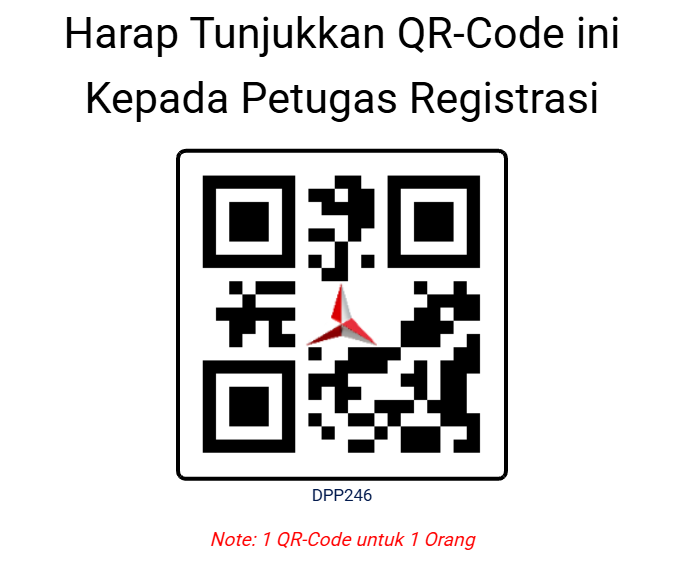 Harap Tunjukkan QR-Code ini
Kepada Petugas Registrasi
DPP246
Note: 1 QR-Code untuk 1 Orang